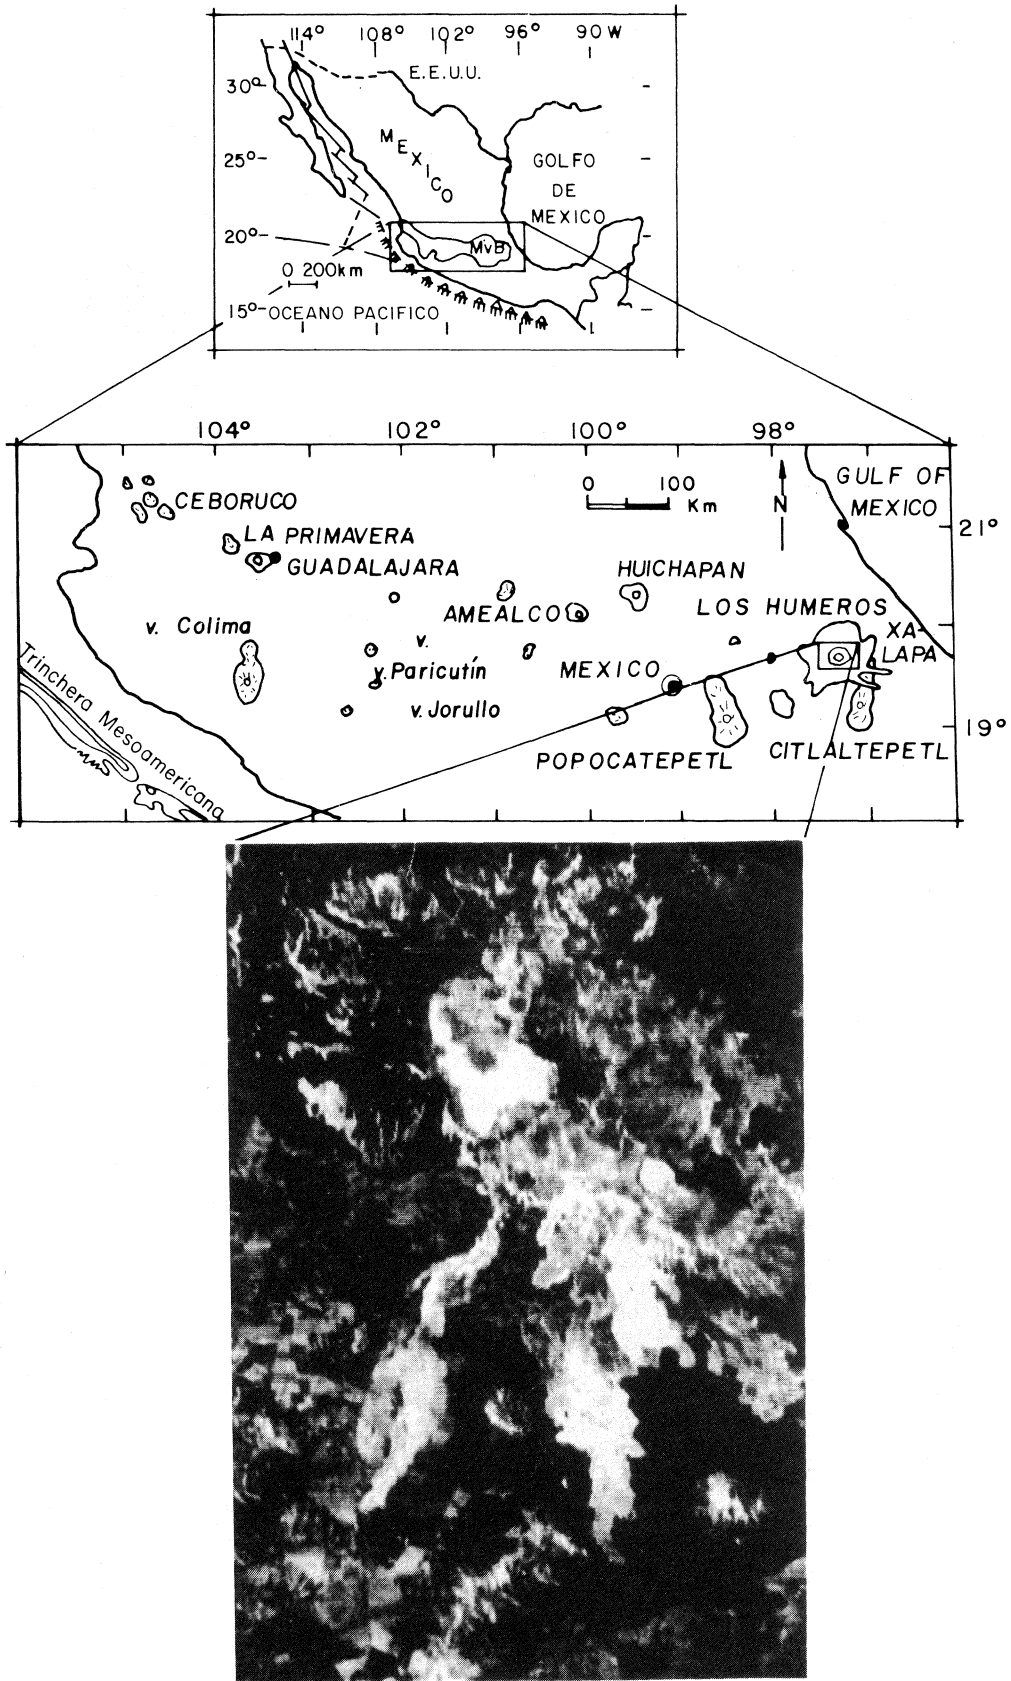 114° 108° 102° 96° 90 W
E.E.U.U.
30°
MEXICO
25°
GOLFO
DE
MEXICO
20°
MVB
0 200km
15° OCEANO PACIFICO
104° 102° 100° 98°
GULF OF
MEXICO
0 100
Km
N
CEBORUCO
21°
LA PRIMAVERA
GUADALAJARA
HUICHAPAN
AMEALCO
LOS HUMEROS
v. Colima
v.
XA-
LAPA
v. Paricutín
MEXICO
Trinchera Mesoamericana
v. Jorullo
19°
POPOCATEPETL
CITLALTEPETL